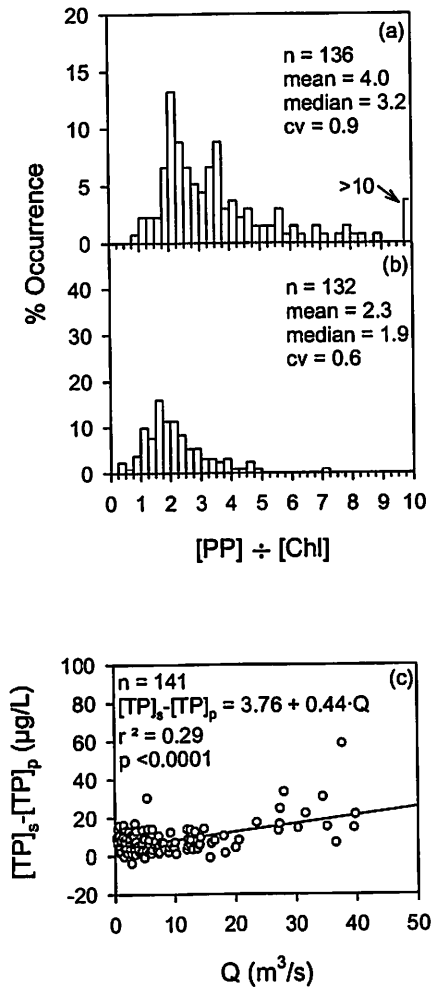 (a)
n = 136
mean = 4.0
median = 3.2
cv = 0.9
>10
20
15
10
5
0
% Occurrence
(b)
n = 132
mean = 2.3
median = 1.9
cv = 0.6
40
30
20
10
0
0 1 2 3 4 5 6 7 8 9 10
[PP] ÷ [Chl]
(c)
n = 141
[TP]s-[TP]p = 3.76 + 0.44·Q
r² = 0.29
p <0.0001
100
80
60
40
20
0
-20
[TP]s-[TP]p (µg/L)
0 10 20 30 40 50
Q (m³/s)